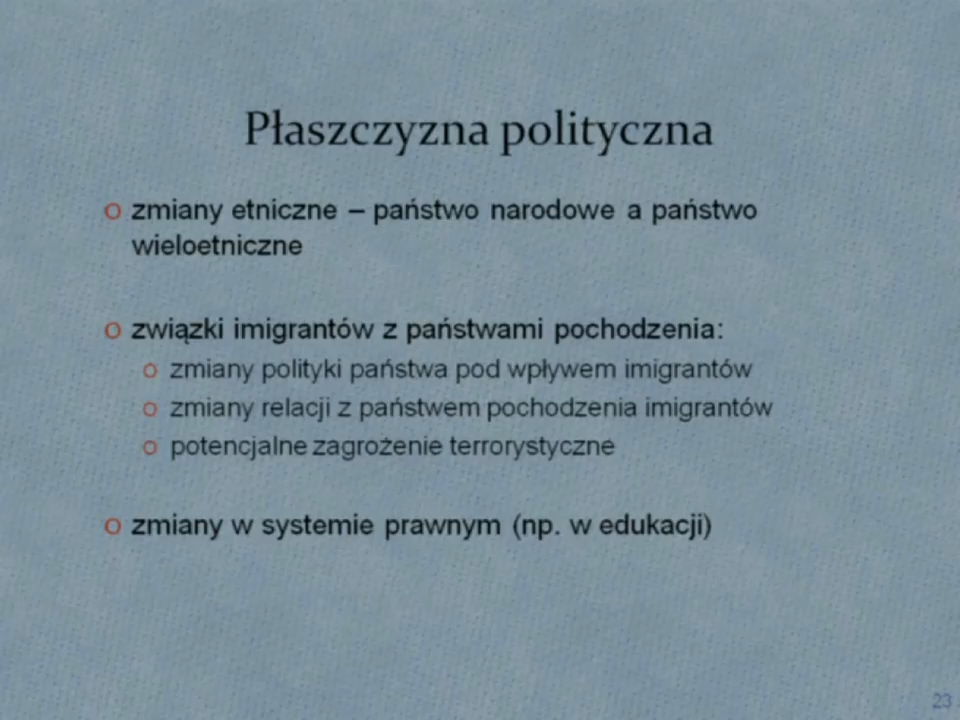 Płaszczyzna polityczna
o zmiany etniczne – państwo narodowe a państwo
wieloetniczne
o związki imigrantów z państwami pochodzenia:
o zmiany polityki państwa pod wpływem imigrantów
o zmiany relacji z państwem pochodzenia imigrantów
o potencjalne zagrożenie terrorystyczne
o zmiany w systemie prawnym (np. w edukacji)
23